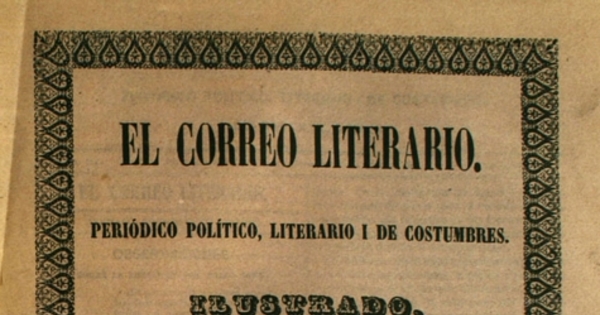 EL CORREO LITERARIO.
PERIÓDICO POLÍTICO, LITERARIO I DE COSTUMBRES.
ILUSTRADO.